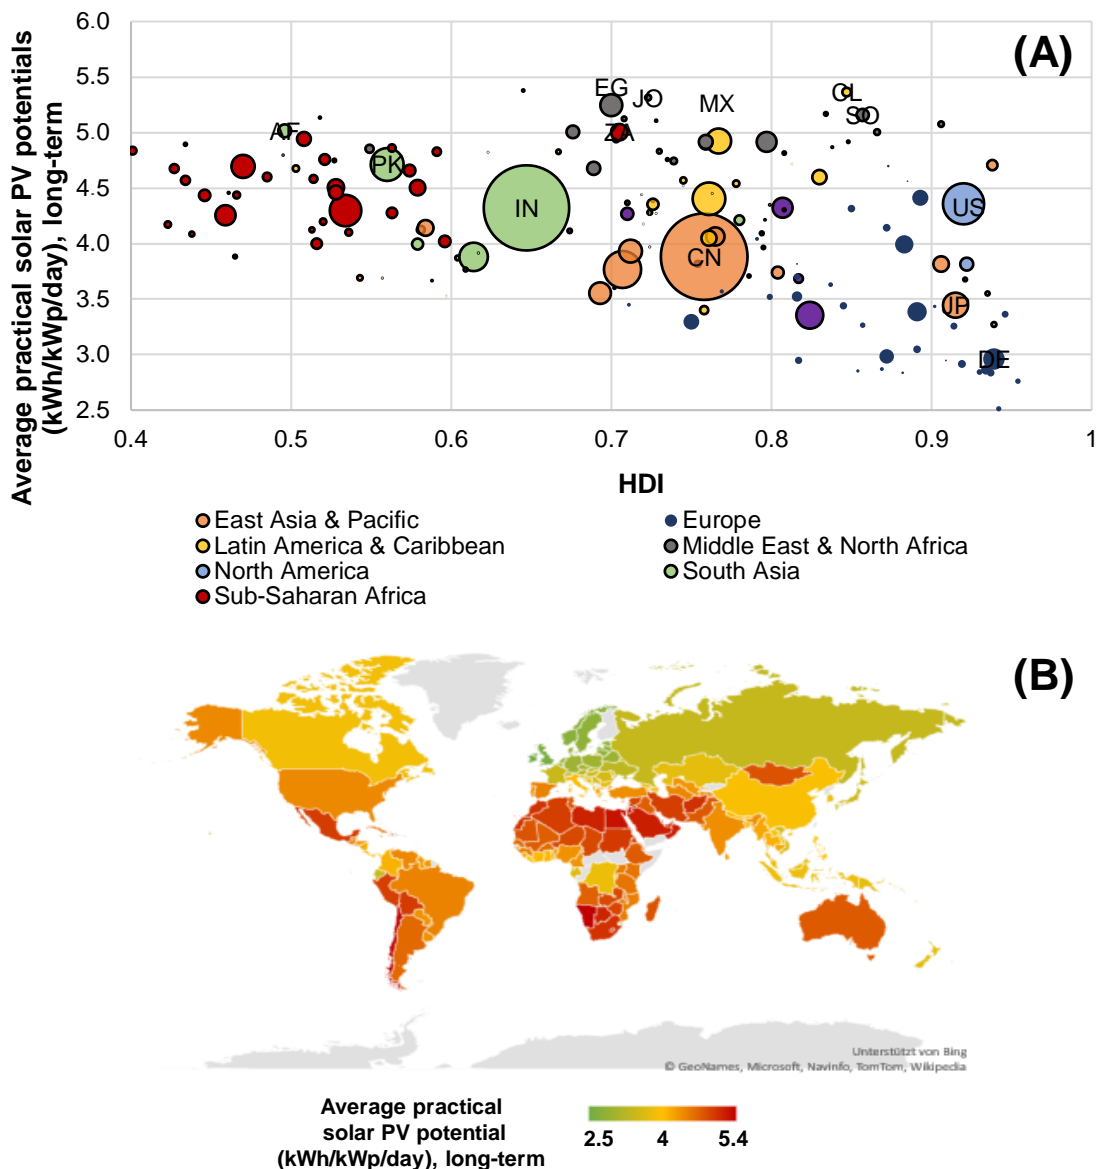 (A)
Average practical solar PV potentials
(kWh/kWp/day), long-term
6.0
5.5
5.0
4.5
4.0
3.5
3.0
2.5
EG
JO
MX
CL
SO
AF
ZA
PK
IN
CN
US
JP
DE
0.4 0.5 0.6 0.7 0.8 0.9 1
HDI
East Asia & Pacific
Europe
Latin America & Caribbean
Middle East & North Africa
North America
South Asia
Sub-Saharan Africa
(B)
Unterstützt von Bing
© GeoNames, Microsoft, Navinfo, TomTom, Wikipedia
Average practical
solar PV potential
(kWh/kWp/day), long-term
2.5 4 5.4